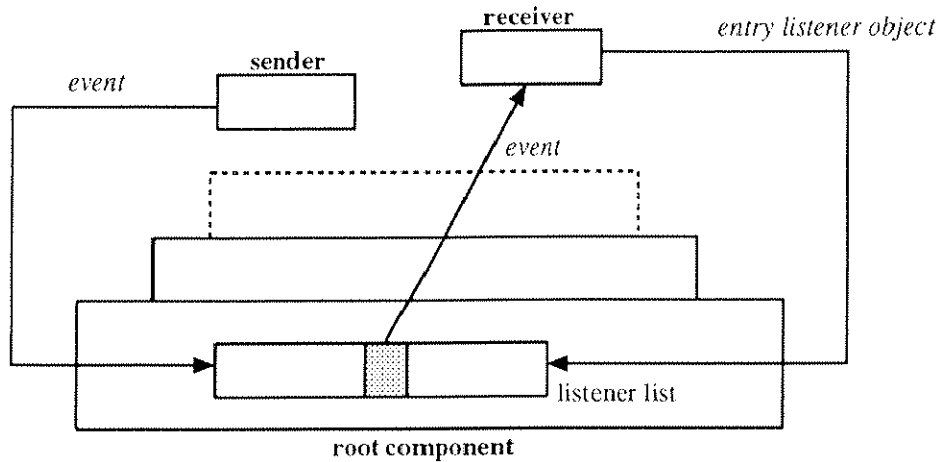 receiver
entry listener object
sender
event
event
listener list
root component